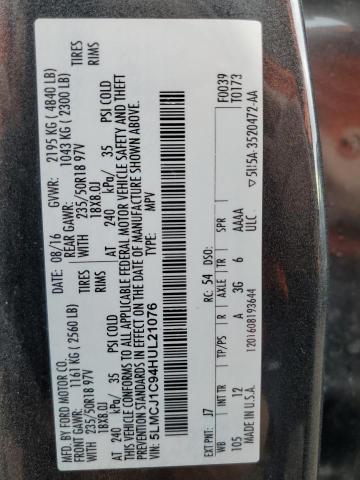 MFD. BY FORD MOTOR CO.
08/16
GVWR: 2195 KG ( 4840 LB)
FRONT GAWR: 1161 KG ( 2560 LB)
REAR GAWR: 1043 KG ( 2300 LB)
WITH 235/50R18 97V TIRES
WITH 235/50R18 97V TIRES
18X8.0J RIMS
18X8.0J RIMS
AT 240 kPa/ 35 PSI COLD
AT 240 kPa/ 35 PSI COLD
THIS VEHICLE CONFORMS TO ALL APPLICABLE FEDERAL MOTOR VEHICLE SAFETY AND THEFT
PREVENTION STANDARDS IN EFFECT ON THE DATE OF MANUFACTURE SHOWN ABOVE.
VIN: 5LMCJ1C94HUL21076
TYPE: MPV
F0039
T0173
EXT PNT: J7 RC: 54 DSO:
WB INT TR TP/PS R AXLE TR SPR
105 12 A 3G 6 AAAA
ULC
MADE IN U.S.A. 1201608193644
▽5U5A-3520472-AA